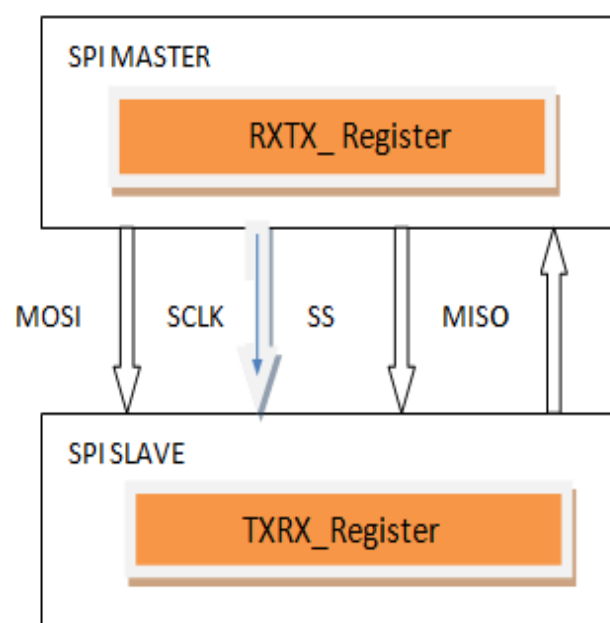 SPI MASTER
RXTX_ Register
MOSI SCLK SS MISO
SPI SLAVE
TXRX_Register